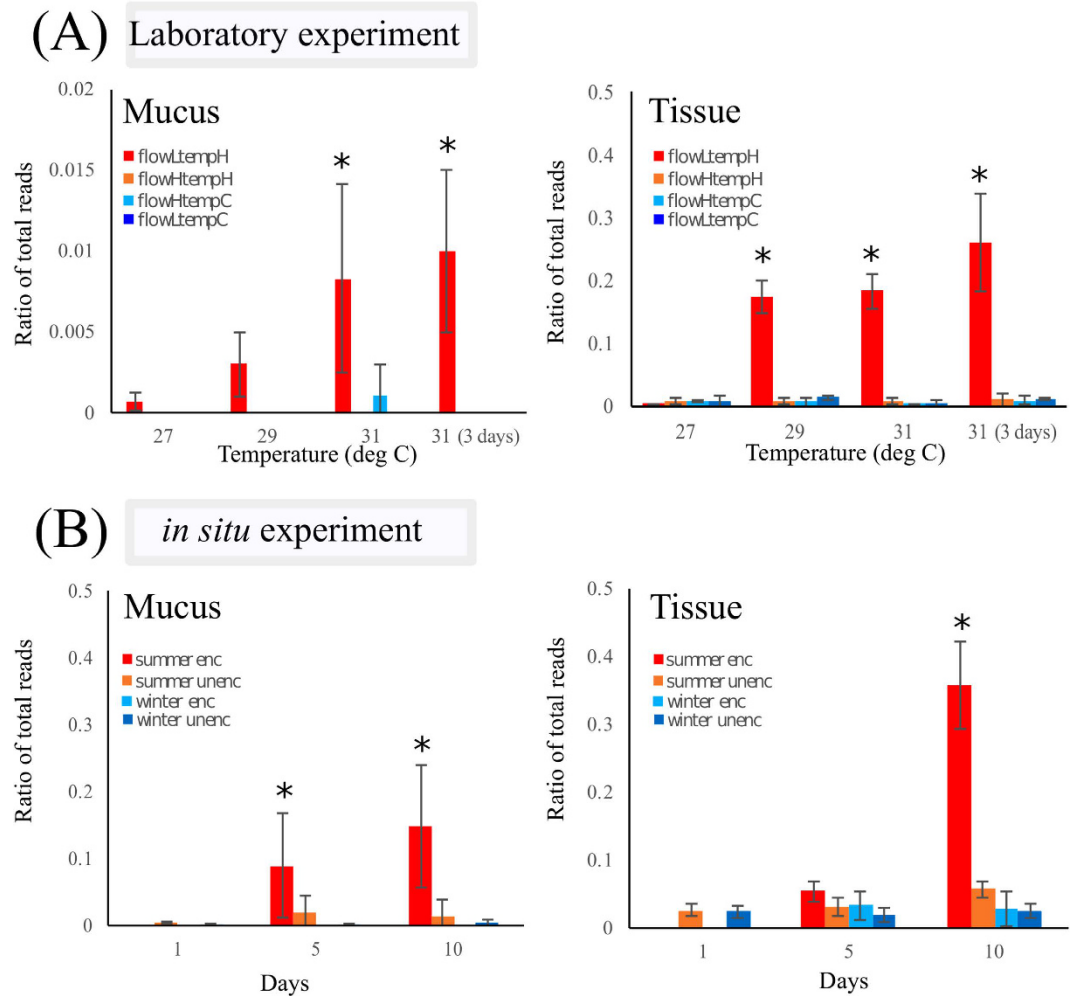 (A) Laboratory experiment
Mucus
Ratio of total reads
0.02
0.015
0.01
0.005
0
flowLtempH
flowHtempH
flowHtempC
flowLtempC
*
*
27 29 31 31 (3 days)
Temperature (deg C)
Tissue
Ratio of total reads
0.5
0.4
0.3
0.2
0.1
0
flowLtempH
flowHtempH
flowHtempC
flowLtempC
*
*
*
27 29 31 31 (3 days)
Temperature (deg C)
(B) in situ experiment
Mucus
Ratio of total reads
0.5
0.4
0.3
0.2
0.1
0
summer enc
summer unenc
winter enc
winter unenc
*
*
1 5 10
Days
Tissue
Ratio of total reads
0.5
0.4
0.3
0.2
0.1
0
summer enc
summer unenc
winter enc
winter unenc
*
1 5 10
Days